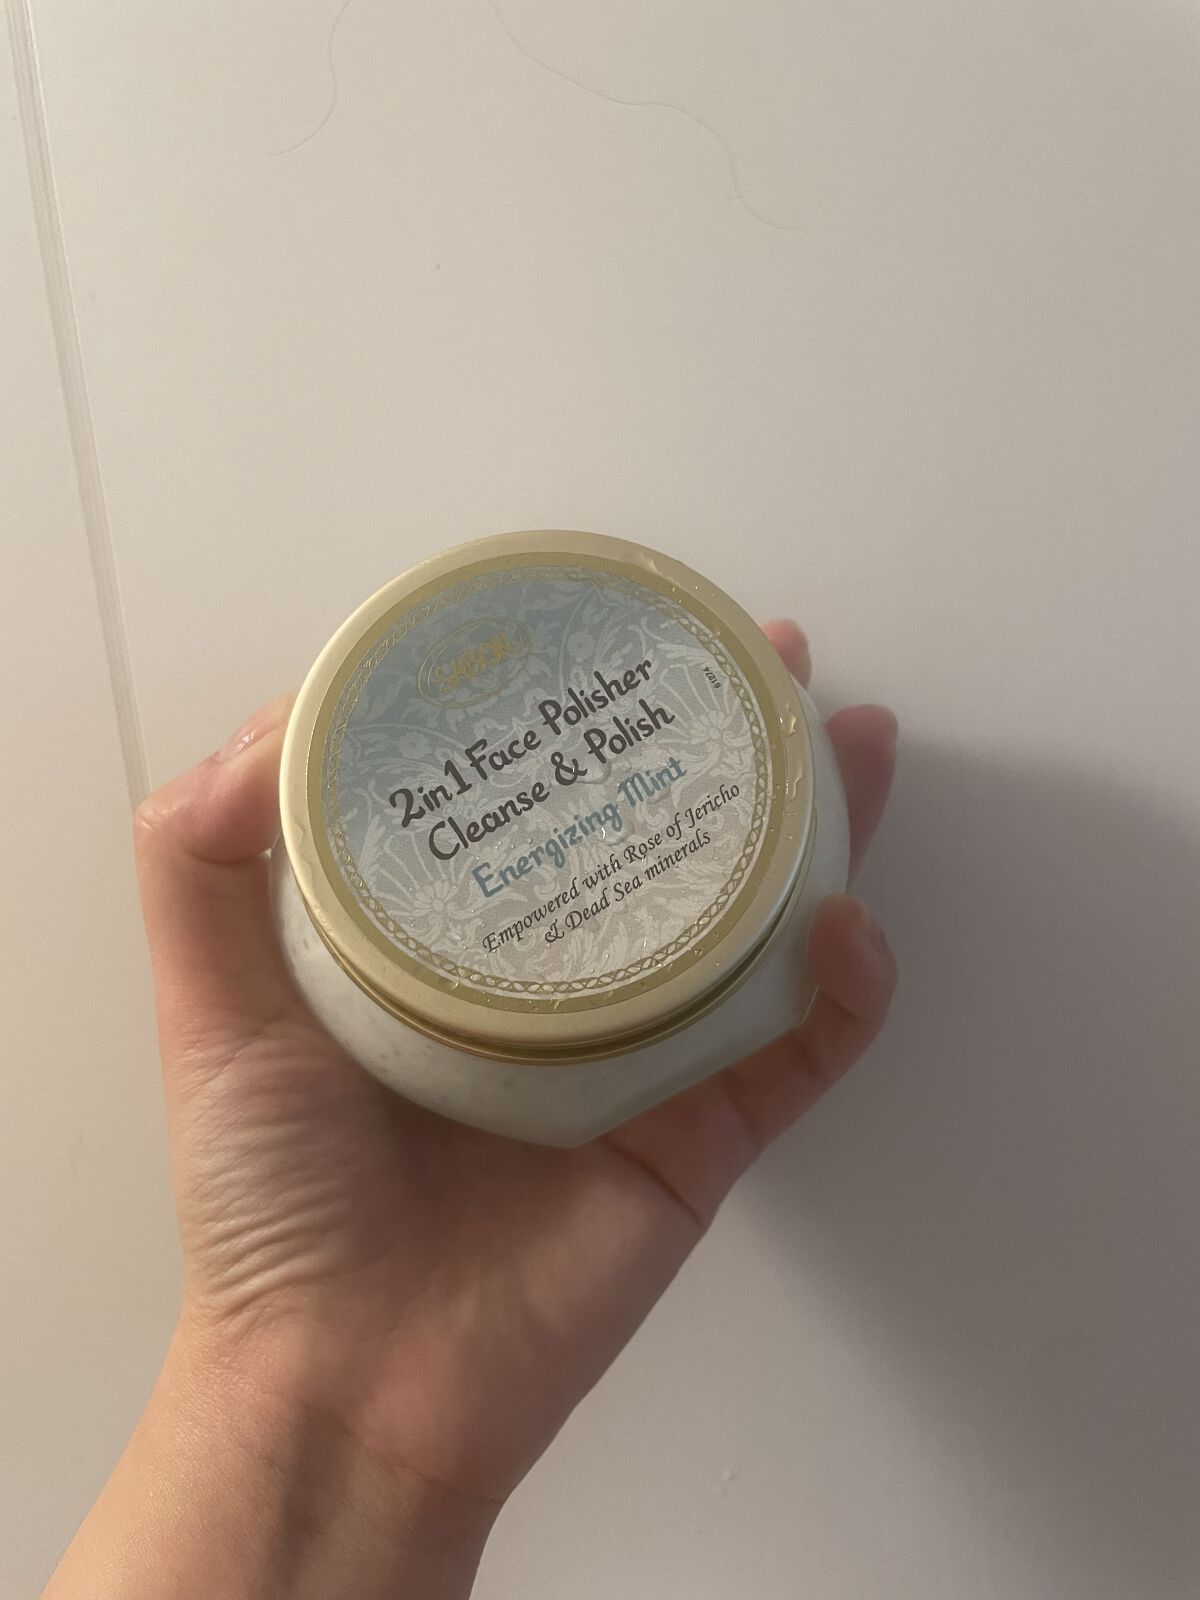 SABON
2in1 Face Polisher
Cleanse & Polish
Energizing Mint
Empowered with Rose of Jericho
& Dead Sea minerals